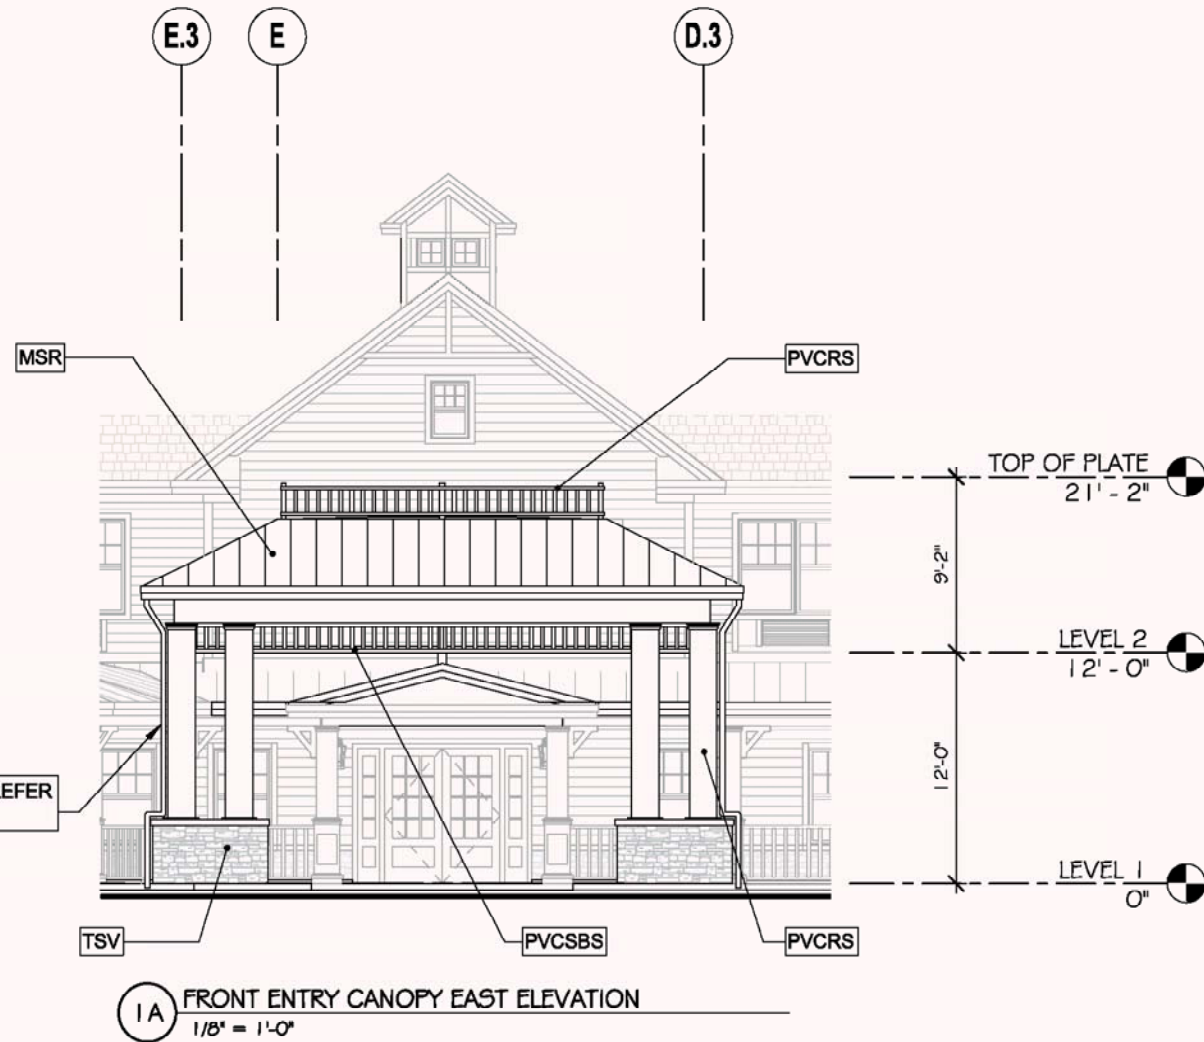 E.3
E
D.3
MSR
PVCRS
TOP OF PLATE
21' - 2"
9'-2"
LEVEL 2
12' - 0"
12'-0"
EFER
LEVEL 1
0"
TSV
PVCSBS
PVCRS
1A
FRONT ENTRY CANOPY EAST ELEVATION
1/8" = 1'-0"